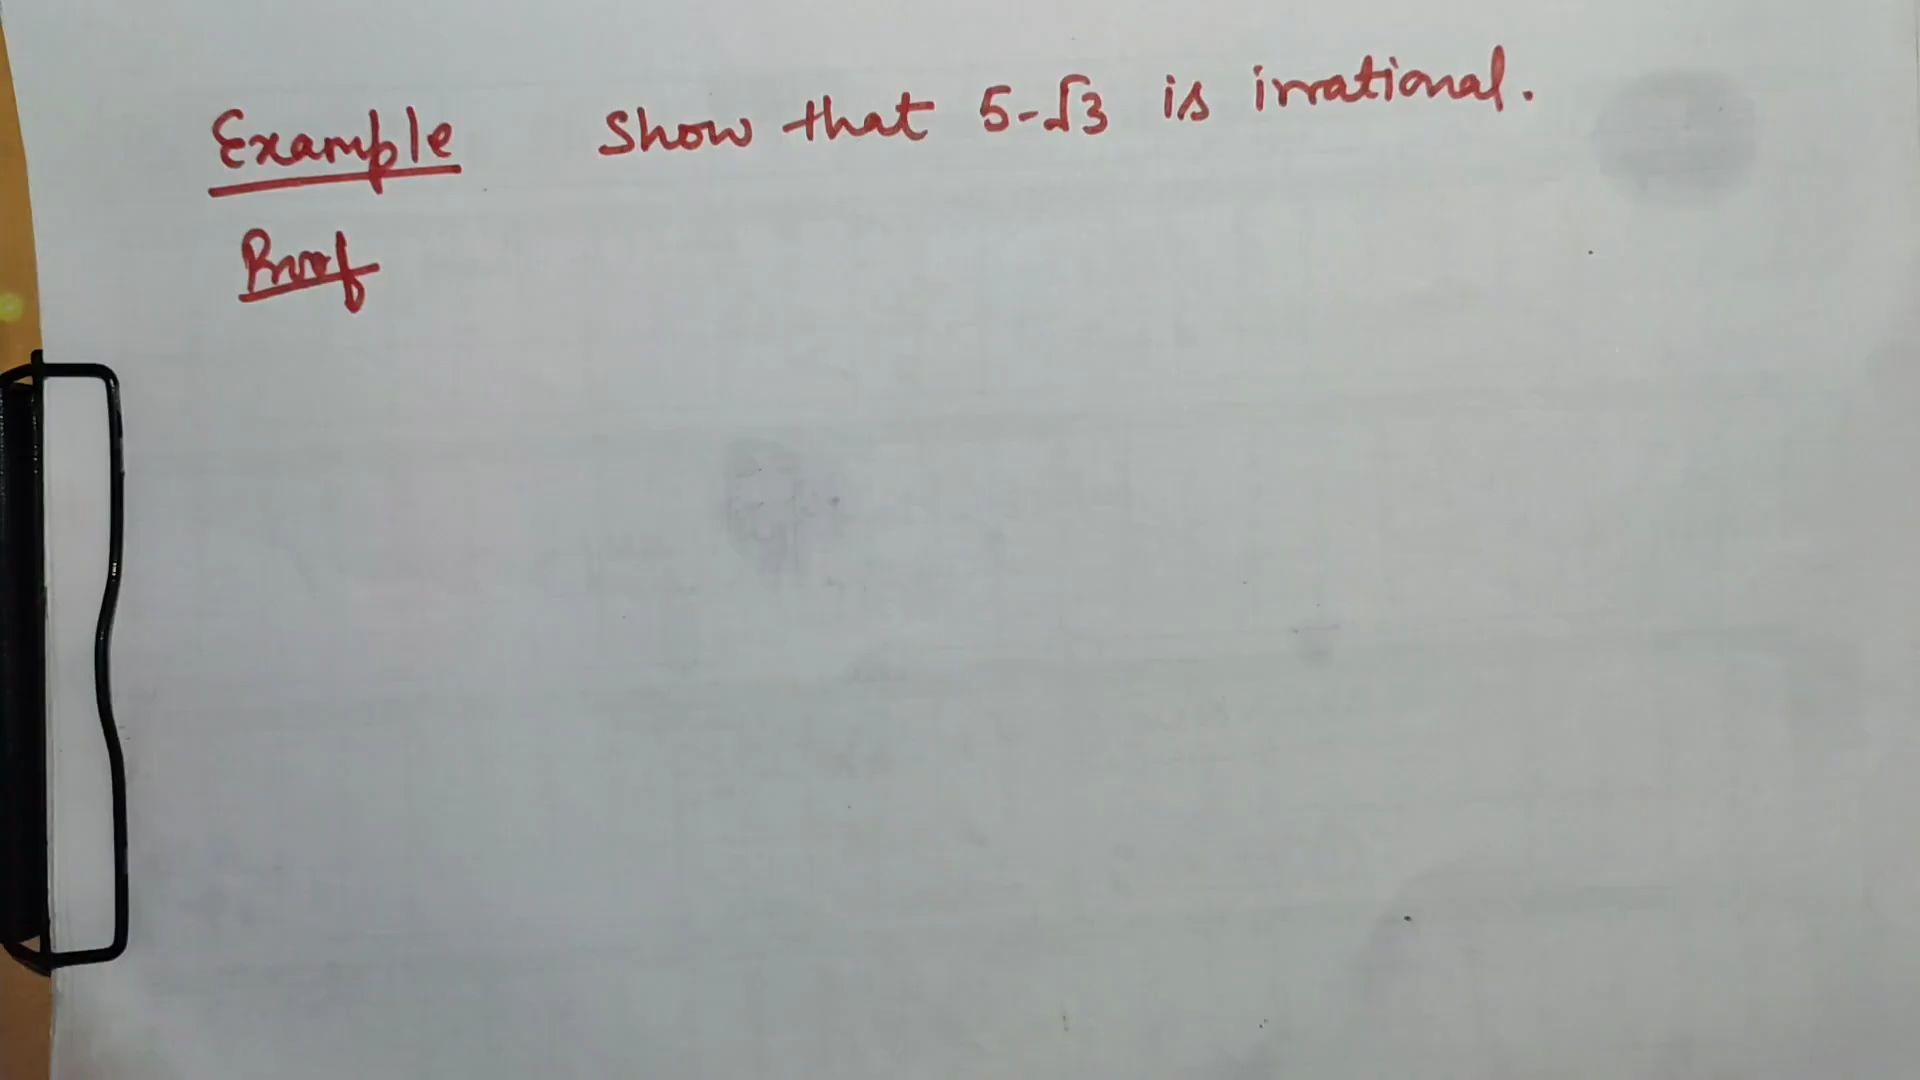 Example Show that 5-√3 is irrational.
Proof